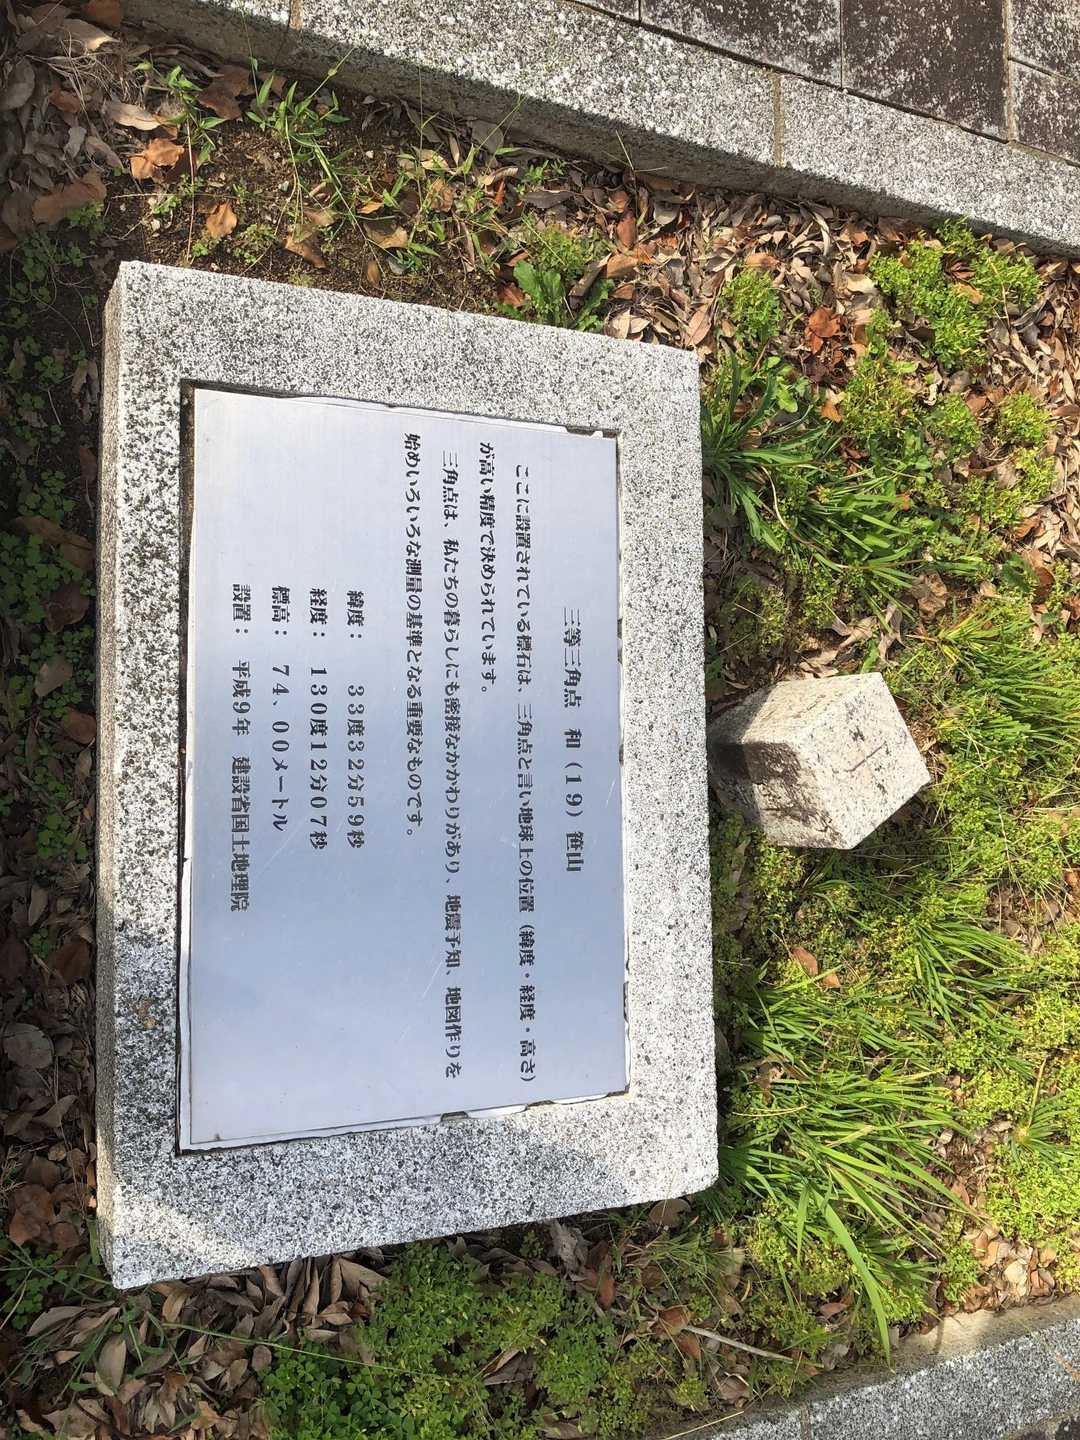 三等三角点　和（１９）笹山
ここに設置されている標石は、三角点と言い地球上の位置（緯度・経度・高さ）
が高い精度で決められています。
三角点は、私たちの暮らしにも密接なかかわりがあり、地震予知、地図作りを
始めいろいろな測量の基準となる重要なものです。
緯度：　３３度３２分５９秒
経度：　１３０度１２分０７秒
標高：　７４．００メートル
設置：　平成９年　建設省国土地理院